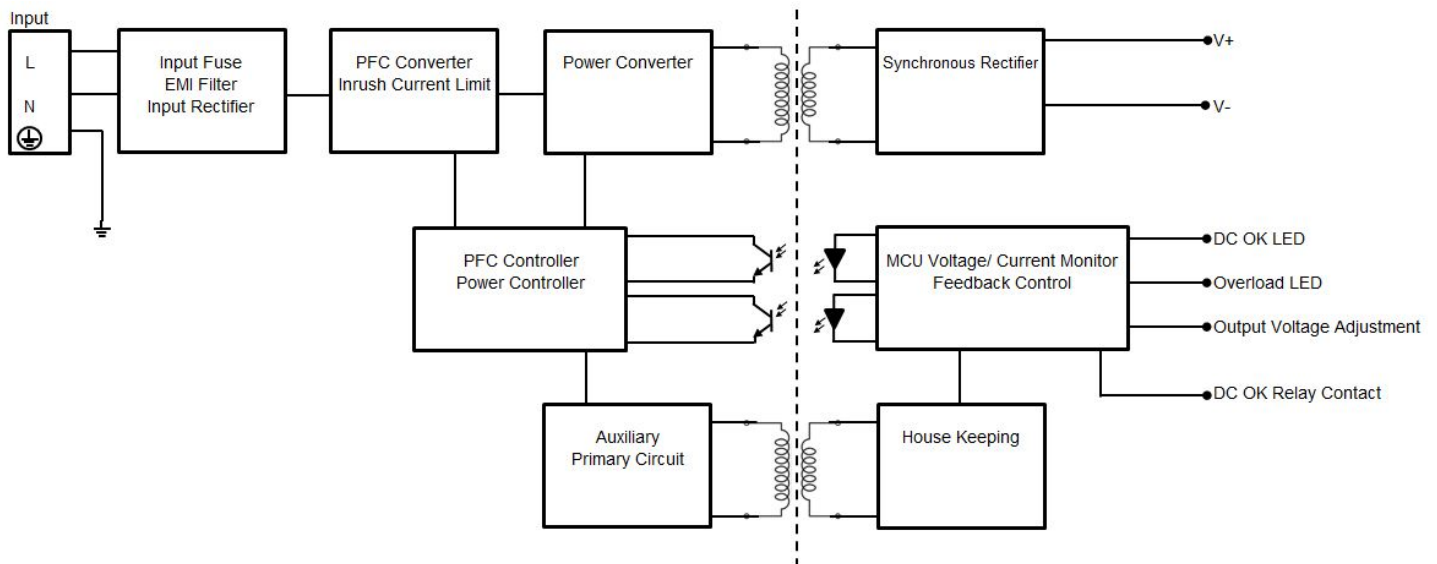 Input
L
N
Input Fuse
EMI Filter
Input Rectifier
PFC Converter
Inrush Current Limit
Power Converter
Synchronous Rectifier
V+
V-
PFC Controller
Power Controller
MCU Voltage/ Current Monitor
Feedback Control
DC OK LED
Overload LED
Output Voltage Adjustment
DC OK Relay Contact
Auxiliary
Primary Circuit
House Keeping